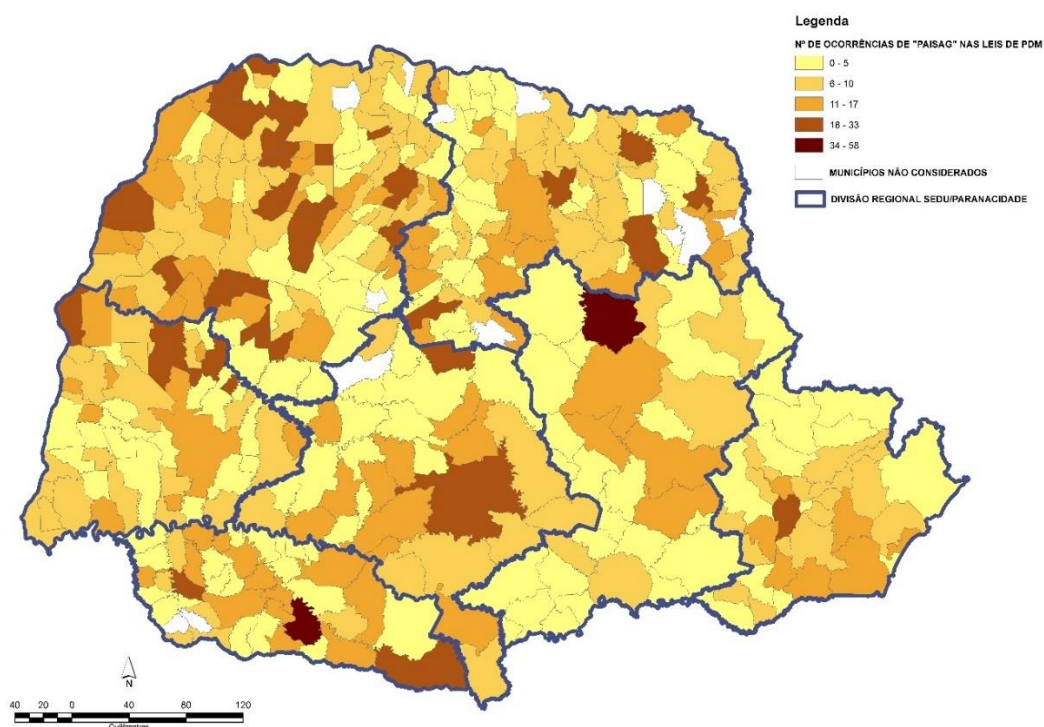 Legenda
Nº DE OCORRÊNCIAS DE "PAISAG" NAS LEIS DE PDM
0 - 5
6 - 10
11 - 17
18 - 33
34 - 58
MUNICÍPIOS NÃO CONSIDERADOS
DIVISÃO REGIONAL SEDU/PARANACIDADE
N
40 20 0 40 80 120
Quilômetros